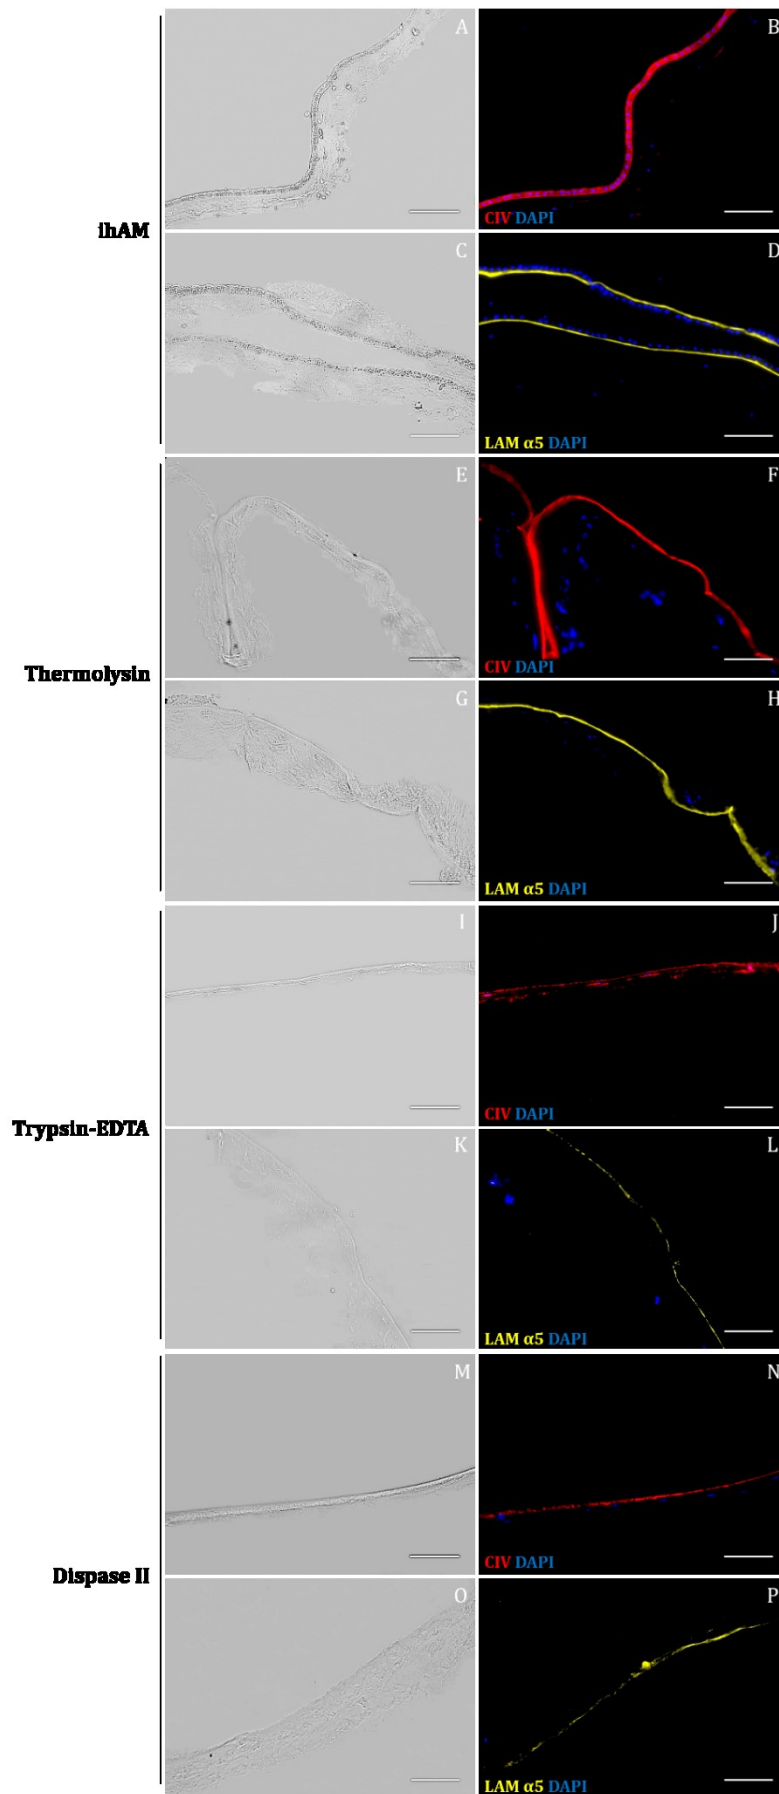 ihAM
A
B
CIV DAPI
C
D
LAM α5 DAPI
Thermolysin
E
F
CIV DAPI
G
H
LAM α5 DAPI
Trypsin-EDTA
I
J
CIV DAPI
K
L
LAM α5 DAPI
Dispase II
M
N
CIV DAPI
O
P
LAM α5 DAPI